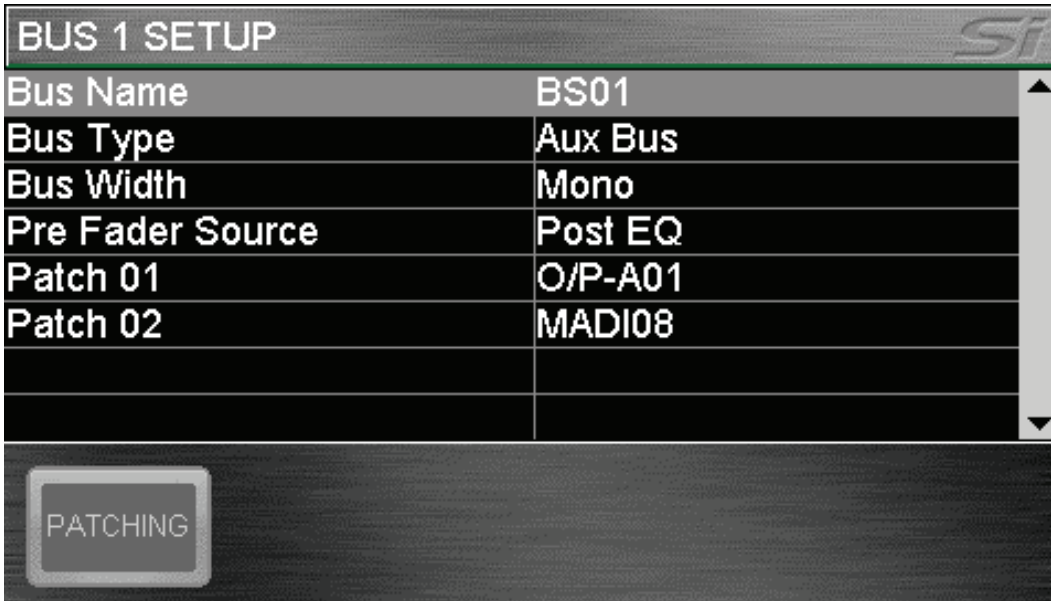 BUS 1 SETUP Si
Bus Name BS01
Bus Type Aux Bus
Bus Width Mono
Pre Fader Source Post EQ
Patch 01 O/P-A01
Patch 02 MADI08
PATCHING